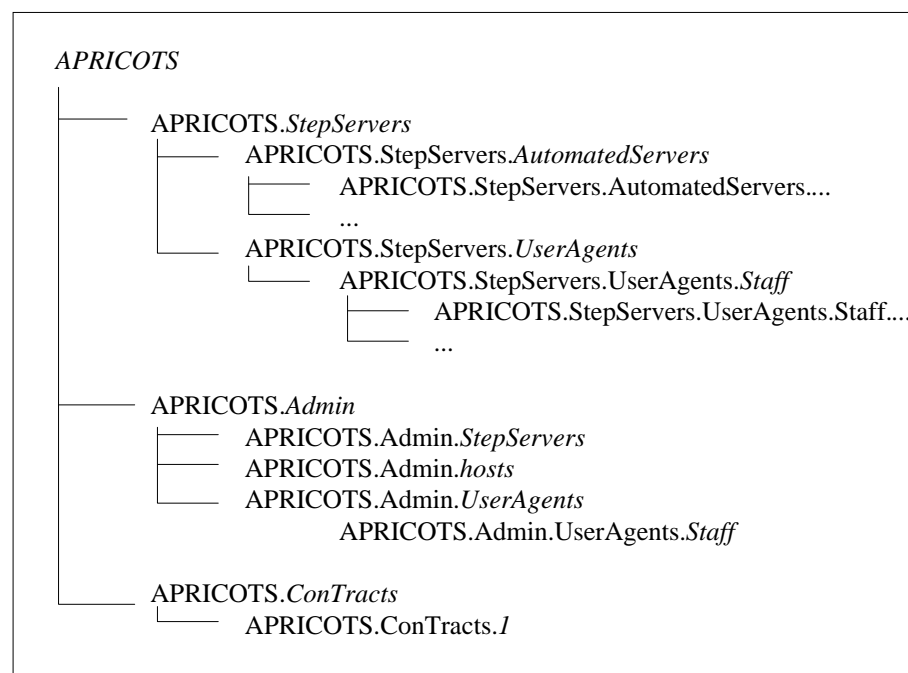 APRICOTS
APRICOTS.StepServers
APRICOTS.StepServers.AutomatedServers
APRICOTS.StepServers.AutomatedServers....
...
APRICOTS.StepServers.UserAgents
APRICOTS.StepServers.UserAgents.Staff
APRICOTS.StepServers.UserAgents.Staff....
...
APRICOTS.Admin
APRICOTS.Admin.StepServers
APRICOTS.Admin.hosts
APRICOTS.Admin.UserAgents
APRICOTS.Admin.UserAgents.Staff
APRICOTS.ConTracts
APRICOTS.ConTracts.1